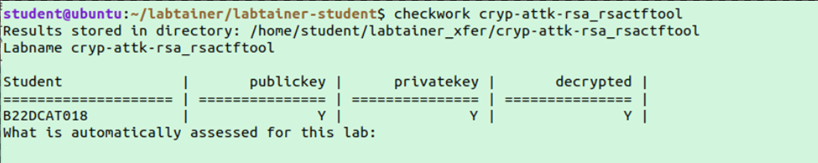 student@ubuntu:~/labtainer/labtainer-student$ checkwork cryp-attk-rsa_rsactftool
Results stored in directory: /home/student/labtainer_xfer/cryp-attk-rsa_rsactftool
Labname cryp-attk-rsa_rsactftool
Student | publickey | privatekey | decrypted |
==================== | =============== | =============== | =============== |
B22DCAT018 | Y | Y | Y |
What is automatically assessed for this lab: